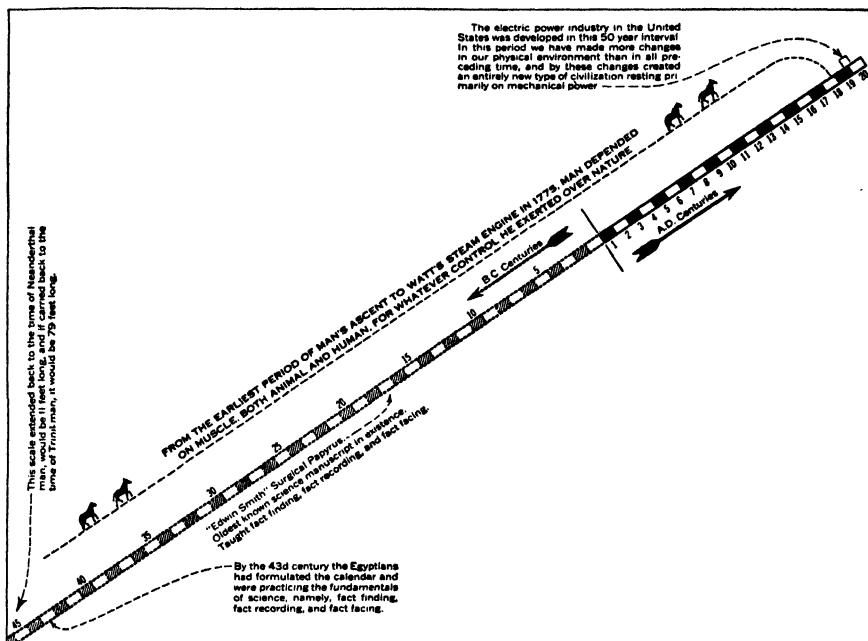 The electric power industry in the United
States was developed in this 50 year interval
In this period we have made more changes
in our physical environment than in all pre-
ceding time, and by these changes created
an entirely new type of civilization resting pri
marily on mechanical power
FROM THE EARLIEST PERIOD OF MAN'S ASCENT TO WATT'S STEAM ENGINE IN 1775, MAN DEPENDED
ON MUSCLE, BOTH ANIMAL AND HUMAN, FOR WHATEVER CONTROL HE EXERTED OVER NATURE
This scale extended back to the time of Neanderthal
man, would be 11 feet long, and if carried back to the
time of Trinil man, it would be 79 feet long.
B.C. Centuries
A.D. Centuries
1 2 3 4 5 6 7 8 9 10 11 12 13 14 15 16 17 18 19 20
45 40 35 30 25 20 15 10 5
"Edwin Smith" Surgical Papyrus.
Oldest known science manuscript in existence.
Taught fact finding, fact recording, and fact facing.
By the 43d century the Egyptians
had formulated the calendar and
were practicing the fundamentals
of science, namely, fact finding,
fact recording, and fact facing.